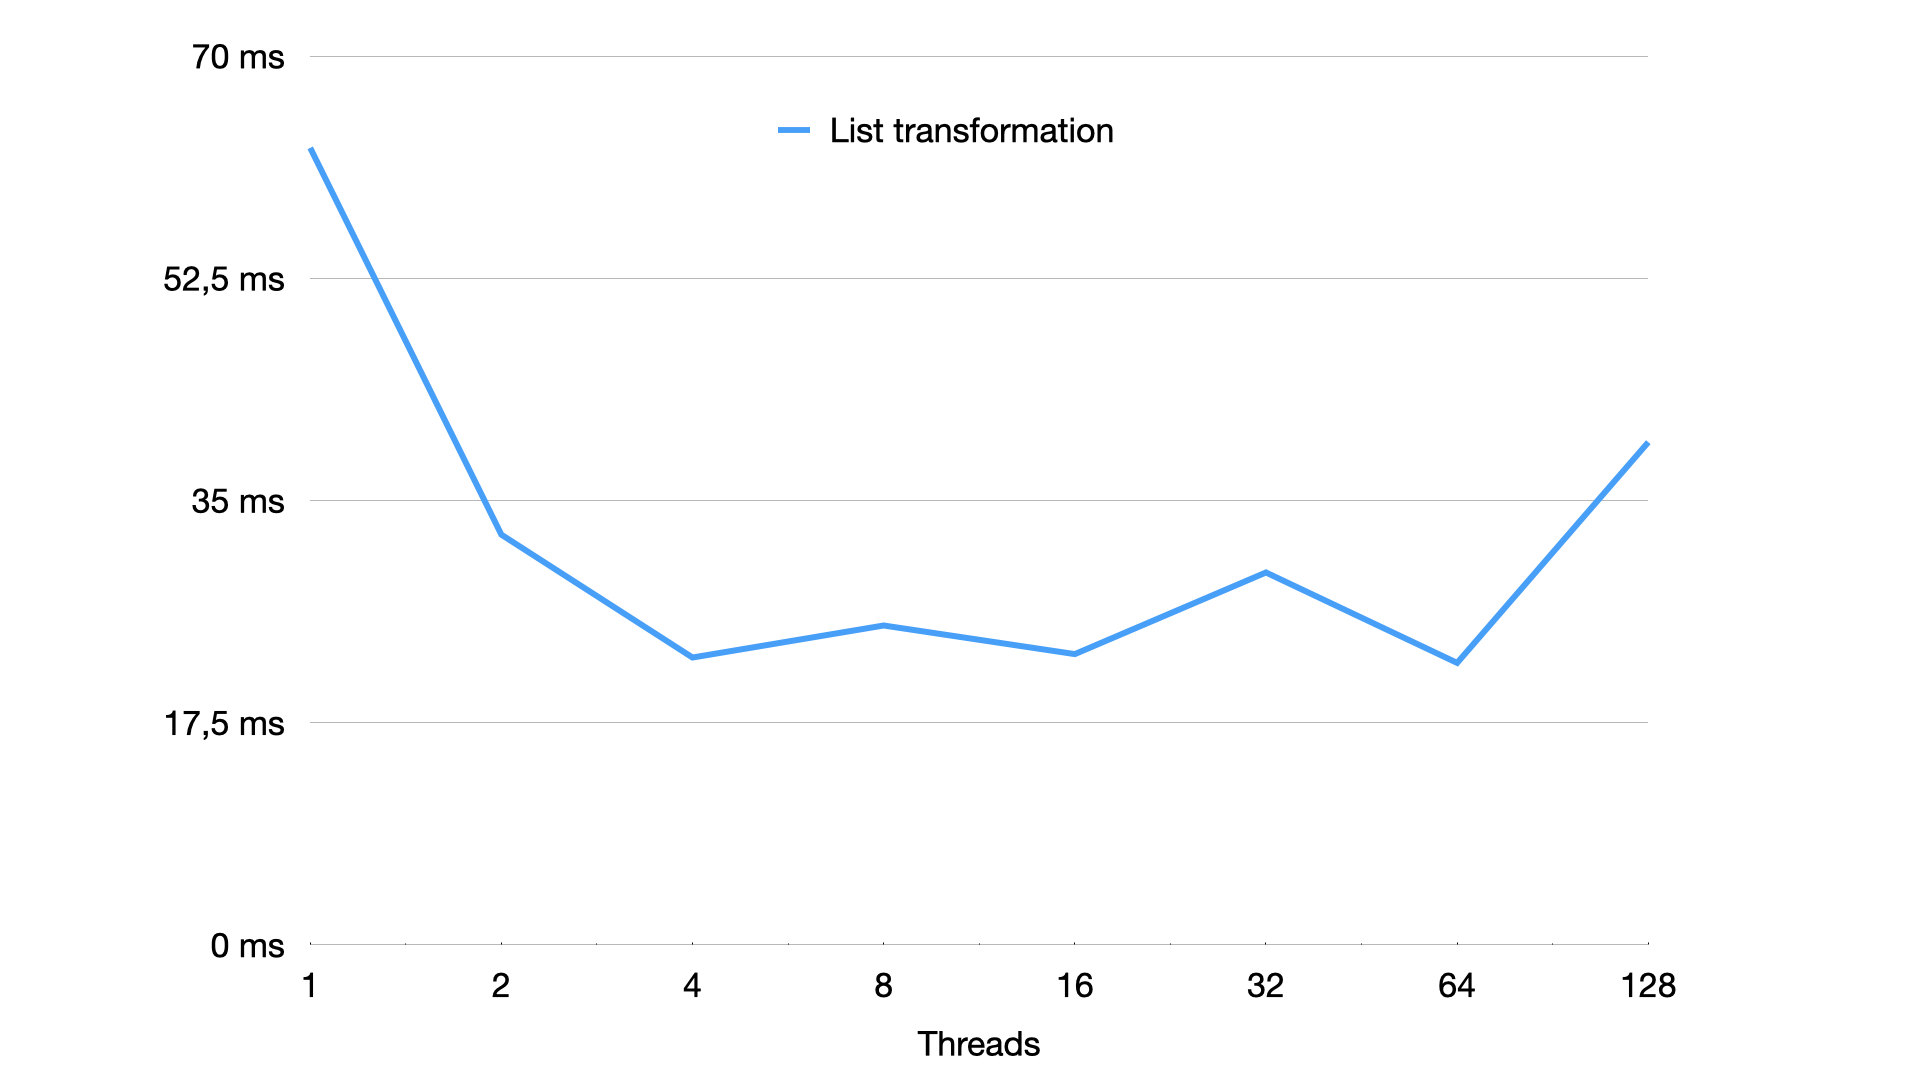 70 ms
List transformation
52,5 ms
35 ms
17,5 ms
0 ms
1 2 4 8 16 32 64 128
Threads